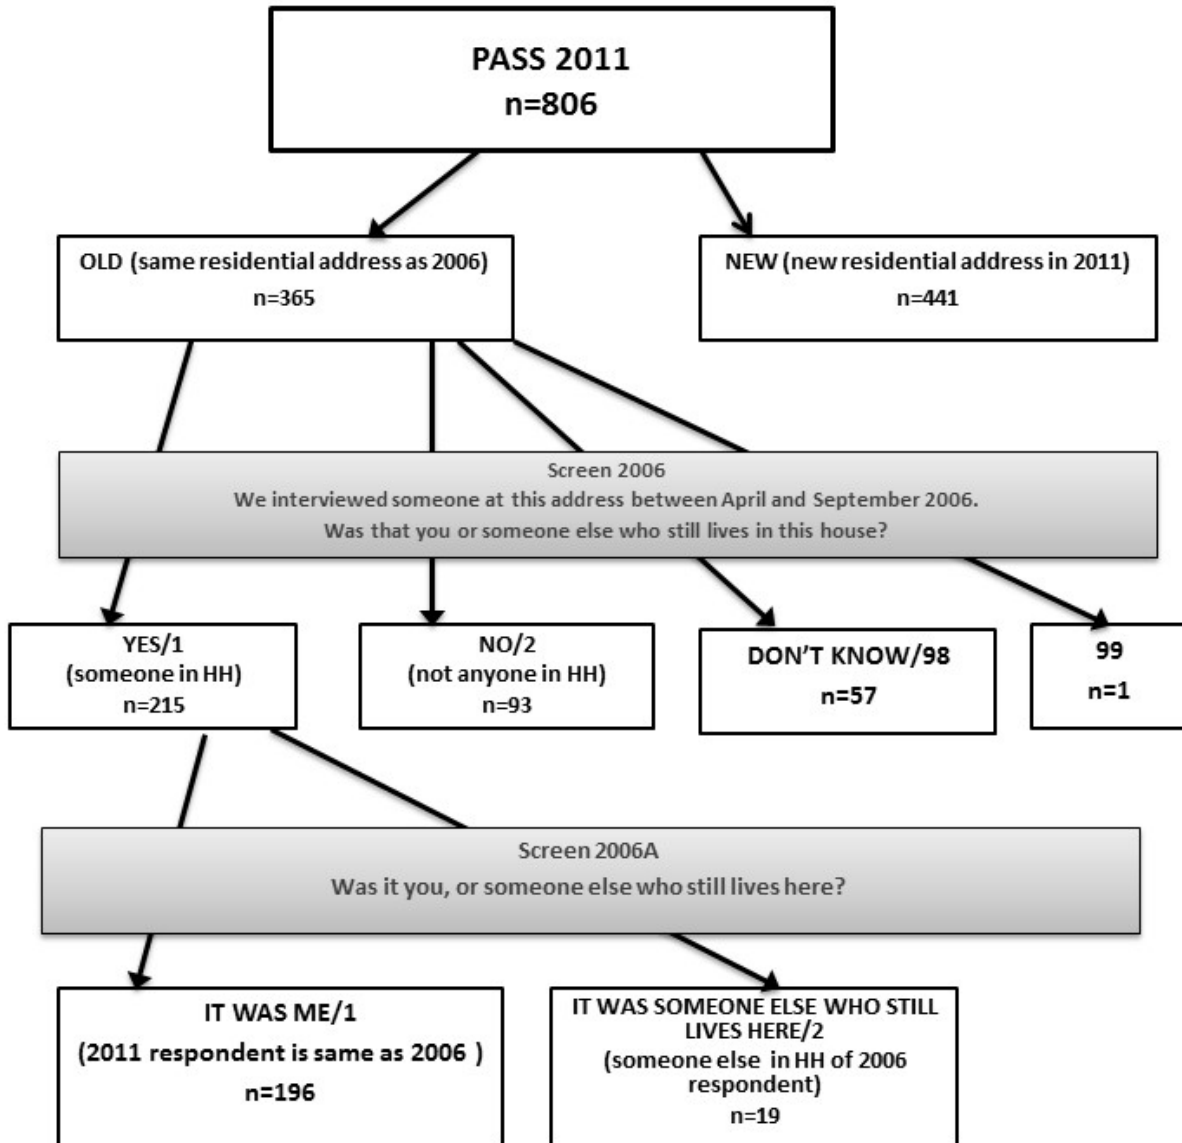 PASS 2011
n=806
OLD (same residential address as 2006)
n=365
NEW (new residential address in 2011)
n=441
Screen 2006
We interviewed someone at this address between April and September 2006.
Was that you or someone else who still lives in this house?
YES/1
(someone in HH)
n=215
NO/2
(not anyone in HH)
n=93
DON'T KNOW/98
n=57
99
n=1
Screen 2006A
Was it you, or someone else who still lives here?
IT WAS ME/1
(2011 respondent is same as 2006 )
n=196
IT WAS SOMEONE ELSE WHO STILL
LIVES HERE/2
(someone else in HH of 2006
respondent)
n=19